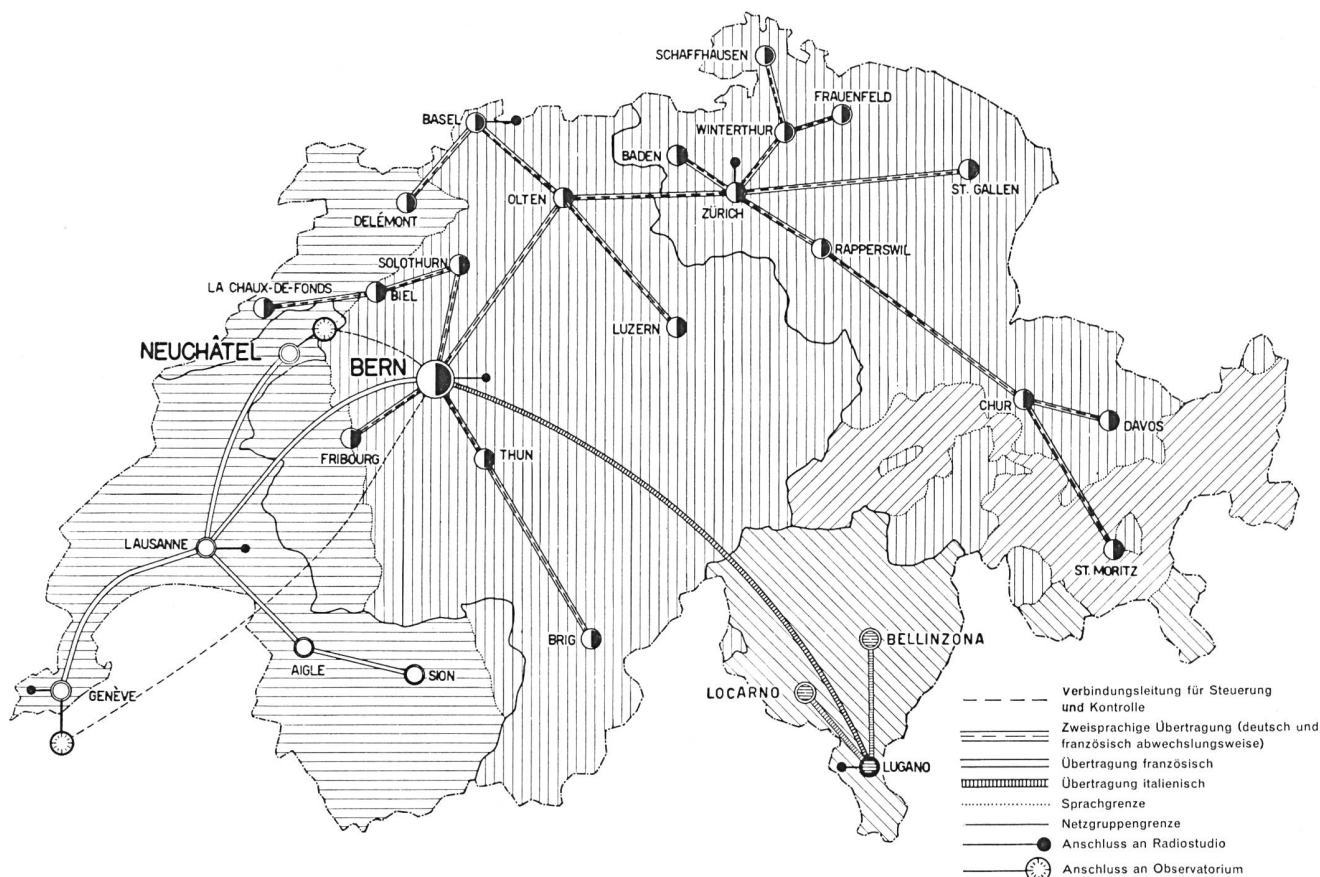 SCHAFFHAUSEN
FRAUENFELD
BASEL
WINTERTHUR
BADEN
ST. GALLEN
OLTEN
ZÜRICH
DELÉMONT
RAPPERSWIL
SOLOTHURN
LA CHAUX-DE-FONDS
BIEL
LUZERN
NEUCHÂTEL
BERN
CHUR
DAVOS
FRIBOURG
THUN
LAUSANNE
ST. MORITZ
BRIG
BELLINZONA
AIGLE
SION
GENÈVE
LOCARNO
LUGANO
Verbindungsleitung für Steuerung
und Kontrolle
Zweisprachige Übertragung (deutsch und
französisch abwechslungsweise)
Übertragung französisch
Übertragung italienisch
Sprachgrenze
Netzgruppengrenze
Anschluss an Radiostudio
Anschluss an Observatorium